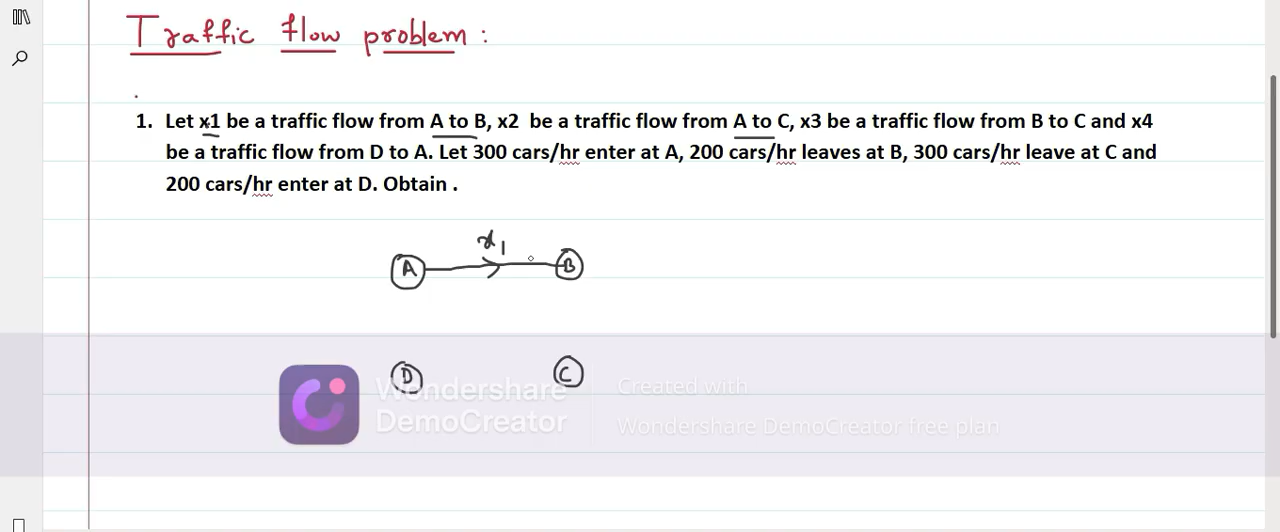 Traffic flow problem :
1. Let x1 be a traffic flow from A to B, x2 be a traffic flow from A to C, x3 be a traffic flow from B to C and x4
be a traffic flow from D to A. Let 300 cars/hr enter at A, 200 cars/hr leaves at B, 300 cars/hr leave at C and
200 cars/hr enter at D. Obtain .
x1
A B
D C
Wondershare
DemoCreator
Created with
Wondershare DemoCreator free plan